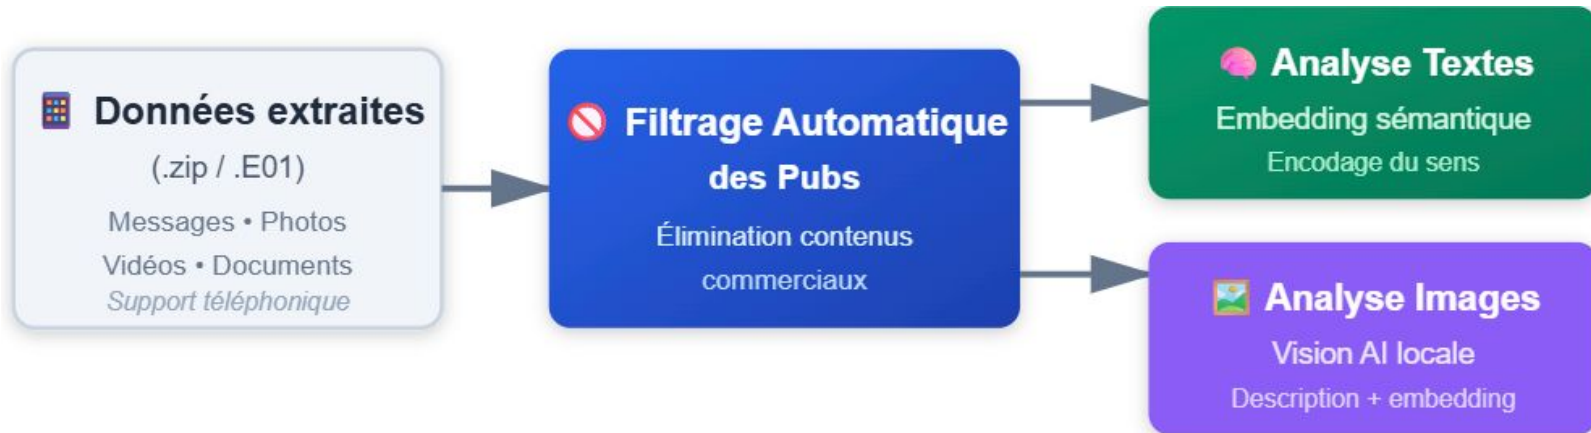 Données extraites
(.zip / .E01)
Messages • Photos
Vidéos • Documents
Support téléphonique
Filtrage Automatique
des Pubs
Élimination contenus
commerciaux
Analyse Textes
Embedding sémantique
Encodage du sens
Analyse Images
Vision AI locale
Description + embedding